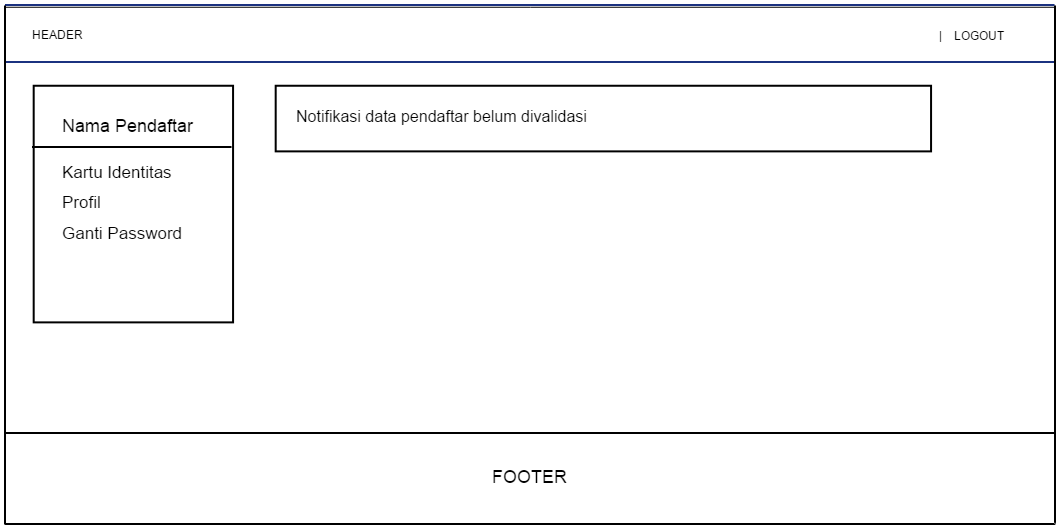 HEADER
| LOGOUT
Nama Pendaftar
Kartu Identitas
Profil
Ganti Password
Notifikasi data pendaftar belum divalidasi
FOOTER